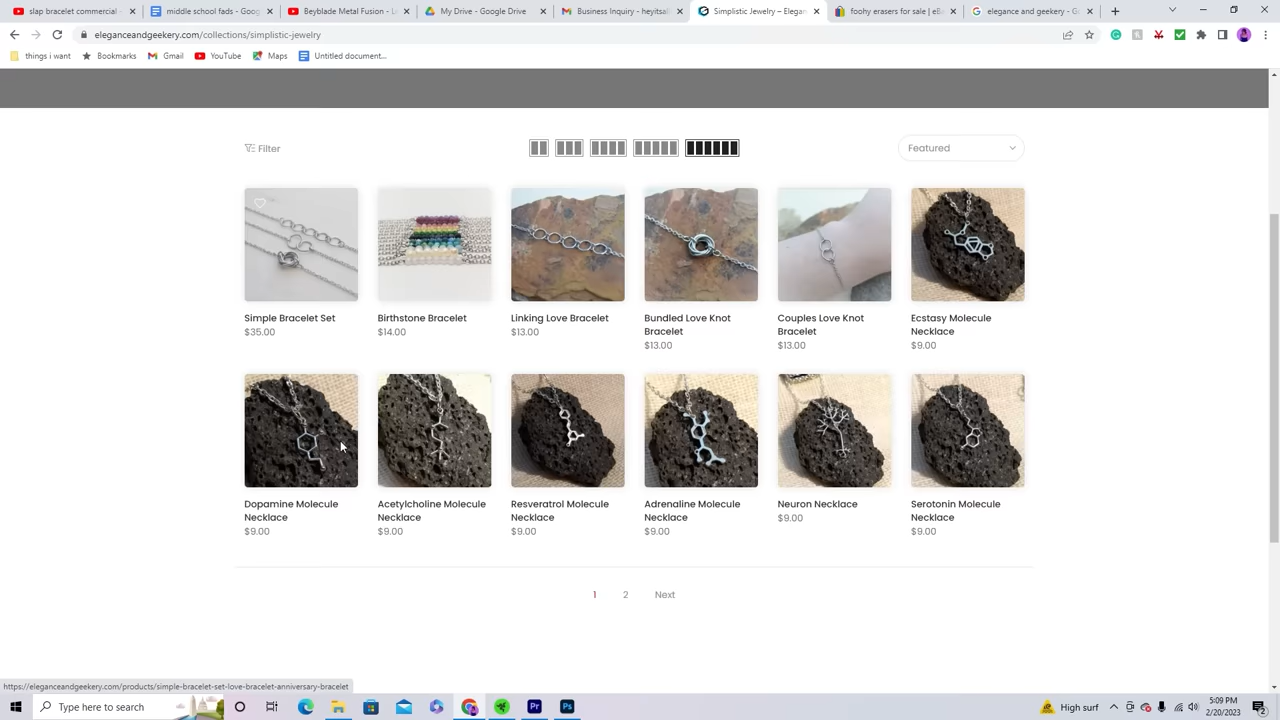 slap bracelet commercial -
middle school fads - Goog
Beyblade Metal Fusion - L
My Drive - Google Drive
Business Inquiry - heyitsali
Simplistic Jewelry – Elegan
foohy erasers for sale | eBa
elegance and geekery - Go
eleganceandgeekery.com/collections/simplistic-jewelry
things i want
Bookmarks
Gmail
YouTube
Maps
Untitled document...
Filter
Featured
Simple Bracelet Set
$35.00
Birthstone Bracelet
$14.00
Linking Love Bracelet
$13.00
Bundled Love Knot
Bracelet
$13.00
Couples Love Knot
Bracelet
$13.00
Ecstasy Molecule
Necklace
$9.00
Dopamine Molecule
Necklace
$9.00
Acetylcholine Molecule
Necklace
$9.00
Resveratrol Molecule
Necklace
$9.00
Adrenaline Molecule
Necklace
$9.00
Neuron Necklace
$9.00
Serotonin Molecule
Necklace
$9.00
1 2 Next
https://eleganceandgeekery.com/products/simple-bracelet-set-love-bracelet-anniversary-bracelet
Type here to search
High surf
5:09 PM
2/20/2023